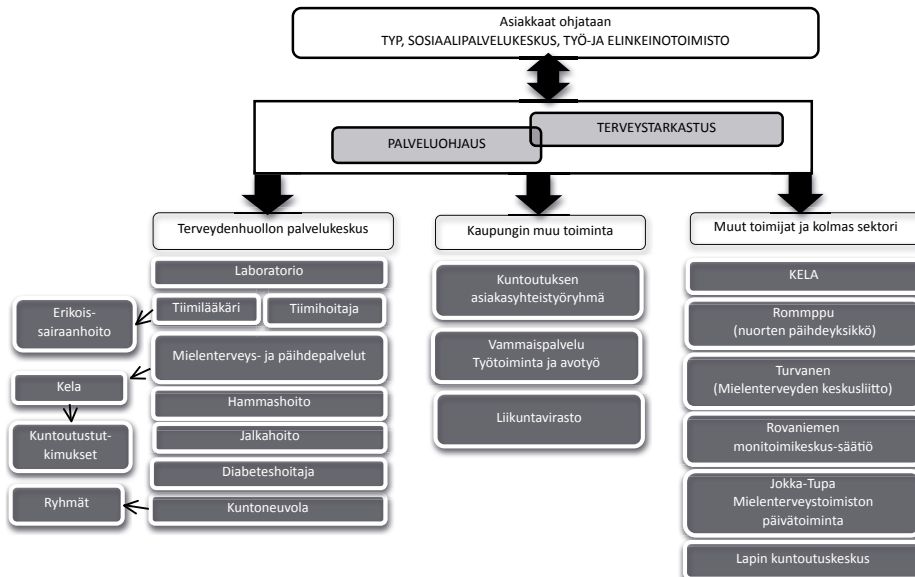 Asiakkaat ohjataan
TYP, SOSIAALIPALVELUKESKUS, TYÖ-JA ELINKEINOTOIMISTO
TERVEYSTARKASTUS
PALVELUOHJAUS
Terveydenhuollon palvelukeskus
Laboratorio
Tiimilääkäri
Tiimihoitaja
Erikois-
sairaanhoito
Mielenterveys- ja päihdepalvelut
Kela
Hammashoito
Kuntoutustut-
kimukset
Jalkahoito
Diabeteshoitaja
Ryhmät
Kuntoneuvola
Kaupungin muu toiminta
Kuntoutuksen
asiakasyhteistyöryhmä
Vammaispalvelu
Työtoiminta ja avotyö
Liikuntavirasto
Muut toimijat ja kolmas sektori
KELA
Rommppu
(nuorten päihdeyksikkö)
Turvanen
(Mielenterveyden keskusliitto)
Rovaniemen
monitoimikeskus-säätiö
Jokka-Tupa
Mielenterveystoimiston
päivätoiminta
Lapin kuntoutuskeskus